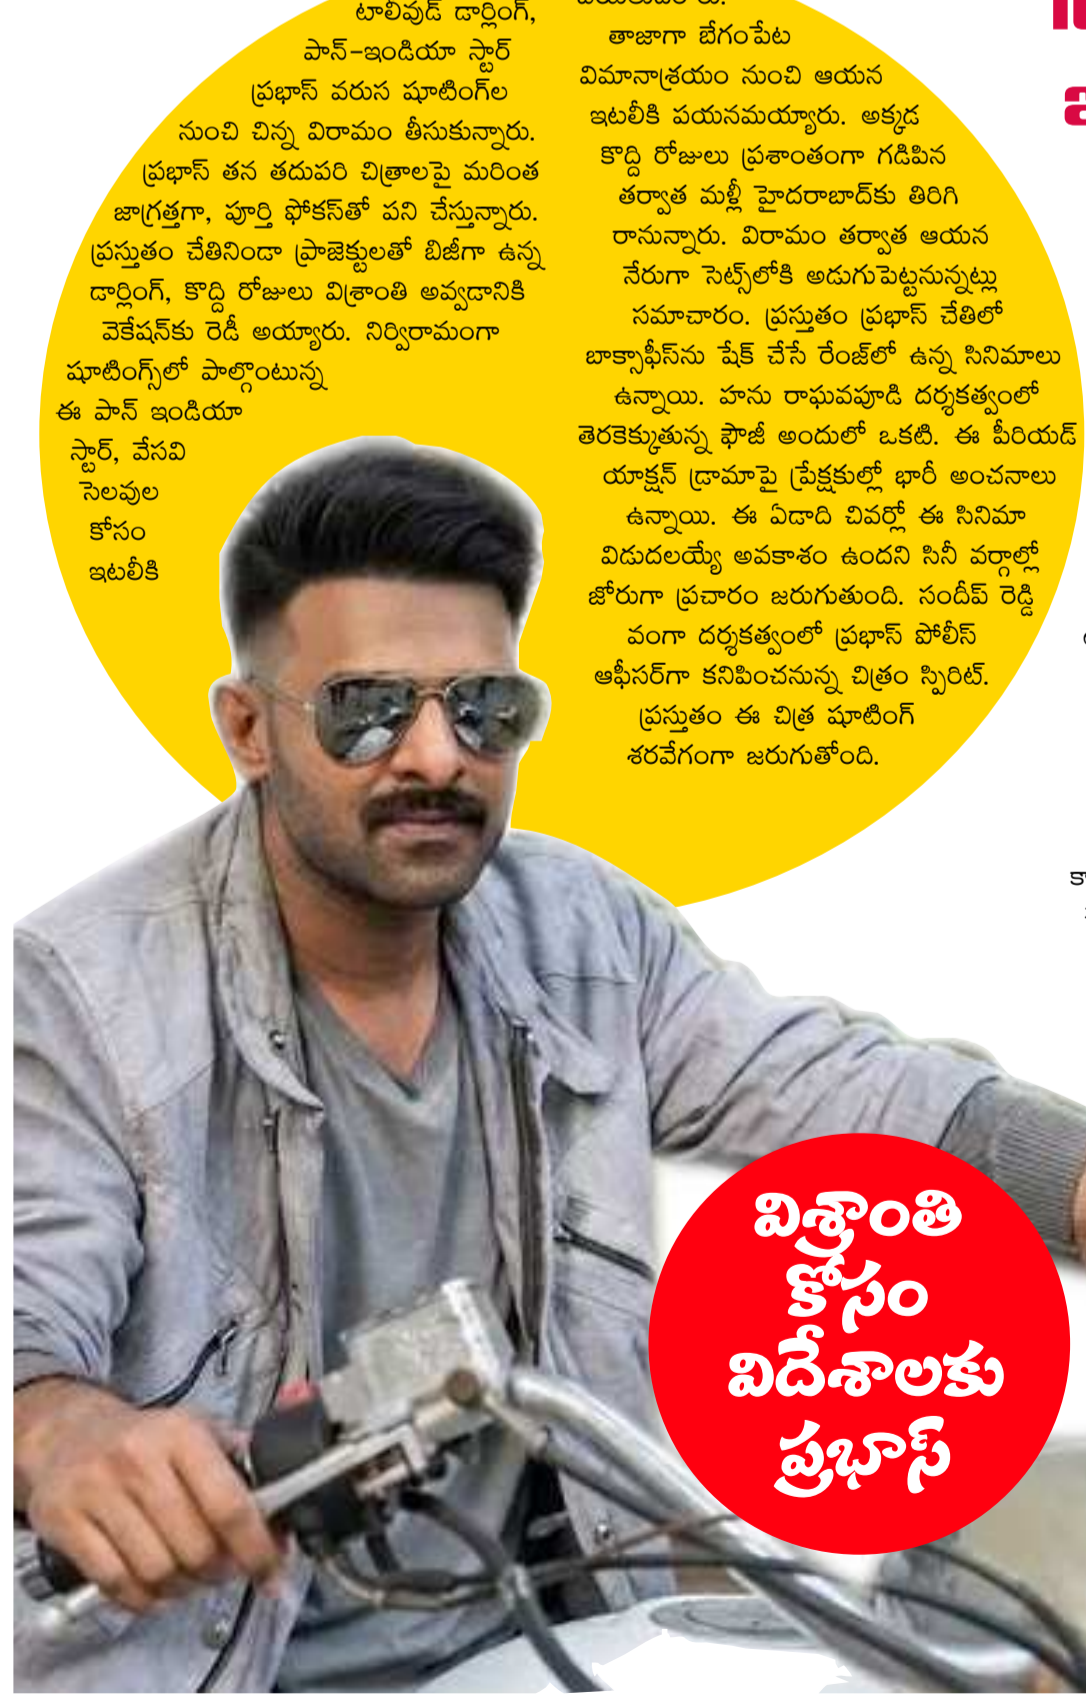 టాలీవుడ్ డార్లింగ్,
పాన్-ఇండియా స్టార్
ప్రభాస్ వరుస షూటింగ్‌ల
నుంచి చిన్న విరామం తీసుకున్నారు.
ప్రభాస్ తన తదుపరి చిత్రాలపై మరింత
జాగ్రత్తగా, పూర్తి ఫోకస్‌తో పని చేస్తున్నారు.
ప్రస్తుతం చేతినిండా ప్రాజెక్టులతో బిజీగా ఉన్న
డార్లింగ్, కొద్ది రోజులు విశ్రాంతి అవ్వడానికి
వెకేషన్‌కు రెడీ అయ్యారు. నిర్విరామంగా
షూటింగ్స్‌లో పాల్గొంటున్న
ఈ పాన్ ఇండియా
స్టార్, వేసవి
సెలవుల
కోసం
ఇటలీకి
తాజాగా బేగంపేట
విమానాశ్రయం నుంచి ఆయన
ఇటలీకి పయనమయ్యారు. అక్కడ
కొద్ది రోజులు ప్రశాంతంగా గడిపిన
తర్వాత మళ్లీ హైదరాబాద్‌కు తిరిగి
రానున్నారు. విరామం తర్వాత ఆయన
నేరుగా సెట్స్‌లోకి అడుగుపెట్టనున్నట్లు
సమాచారం. ప్రస్తుతం ప్రభాస్ చేతిలో
బాక్సాఫీస్‌ను షేక్ చేసే రేంజ్‌లో ఉన్న సినిమాలు
ఉన్నాయి. హను రాఘవపూడి దర్శకత్వంలో
తెరకెక్కుతున్న ఫౌజీ అందులో ఒకటి. ఈ పీరియడ్
యాక్షన్ డ్రామాపై ప్రేక్షకుల్లో భారీ అంచనాలు
ఉన్నాయి. ఈ ఏడాది చివర్లో ఈ సినిమా
విడుదలయ్యే అవకాశం ఉందని సినీ వర్గాల్లో
జోరుగా ప్రచారం జరుగుతుంది. సందీప్ రెడ్డి
వంగా దర్శకత్వంలో ప్రభాస్ పోలీస్
ఆఫీసర్‌గా కనిపించనున్న చిత్రం స్పిరిట్.
ప్రస్తుతం ఈ చిత్ర షూటింగ్
శరవేగంగా జరుగుతోంది.
విశ్రాంతి
కోసం
విదేశాలకు
ప్రభాస్